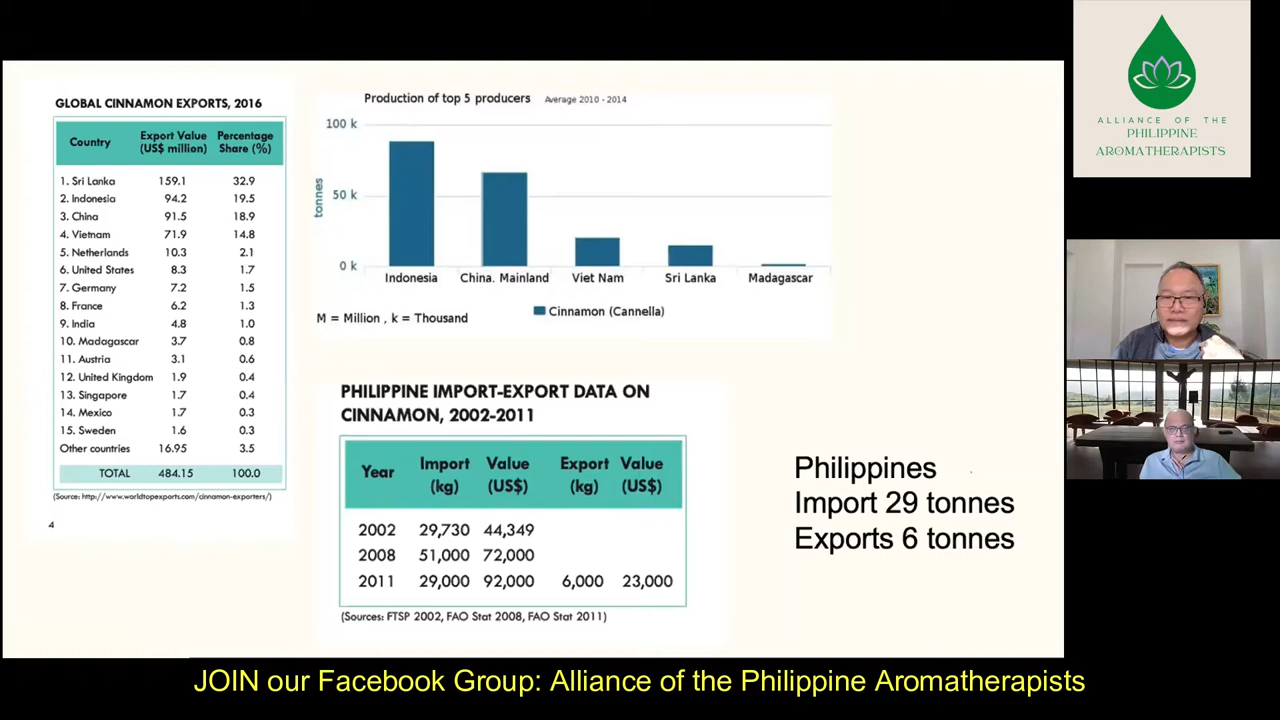 GLOBAL CINNAMON EXPORTS, 2016
Country Export Value (US$ million) Percentage Share (%)
1. Sri Lanka 159.1 32.9
2. Indonesia 94.2 19.5
3. China 91.5 18.9
4. Vietnam 71.9 14.8
5. Netherlands 10.3 2.1
6. United States 8.3 1.7
7. Germany 7.2 1.5
8. France 6.2 1.3
9. India 4.8 1.0
10. Madagascar 3.7 0.8
11. Austria 3.1 0.6
12. United Kingdom 1.9 0.4
13. Singapore 1.7 0.4
14. Mexico 1.7 0.3
15. Sweden 1.6 0.3
Other countries 16.95 3.5
TOTAL 484.15 100.0
(Source: http://www.worldtopexports.com/cinnamon-exporters/)
4
Production of top 5 producers Average 2010 - 2014
100 k
50 k
0 k
tonnes
Indonesia China. Mainland Viet Nam Sri Lanka Madagascar
Cinnamon (Cannella)
M = Million , k = Thousand
PHILIPPINE IMPORT-EXPORT DATA ON
CINNAMON, 2002-2011
Year Import (kg) Value (US$) Export (kg) Value (US$)
2002 29,730 44,349
2008 51,000 72,000
2011 29,000 92,000 6,000 23,000
(Sources: FTSP 2002, FAO Stat 2008, FAO Stat 2011)
Philippines
Import 29 tonnes
Exports 6 tonnes
ALLIANCE OF THE
PHILIPPINE
AROMATHERAPISTS
JOIN our Facebook Group: Alliance of the Philippine Aromatherapists